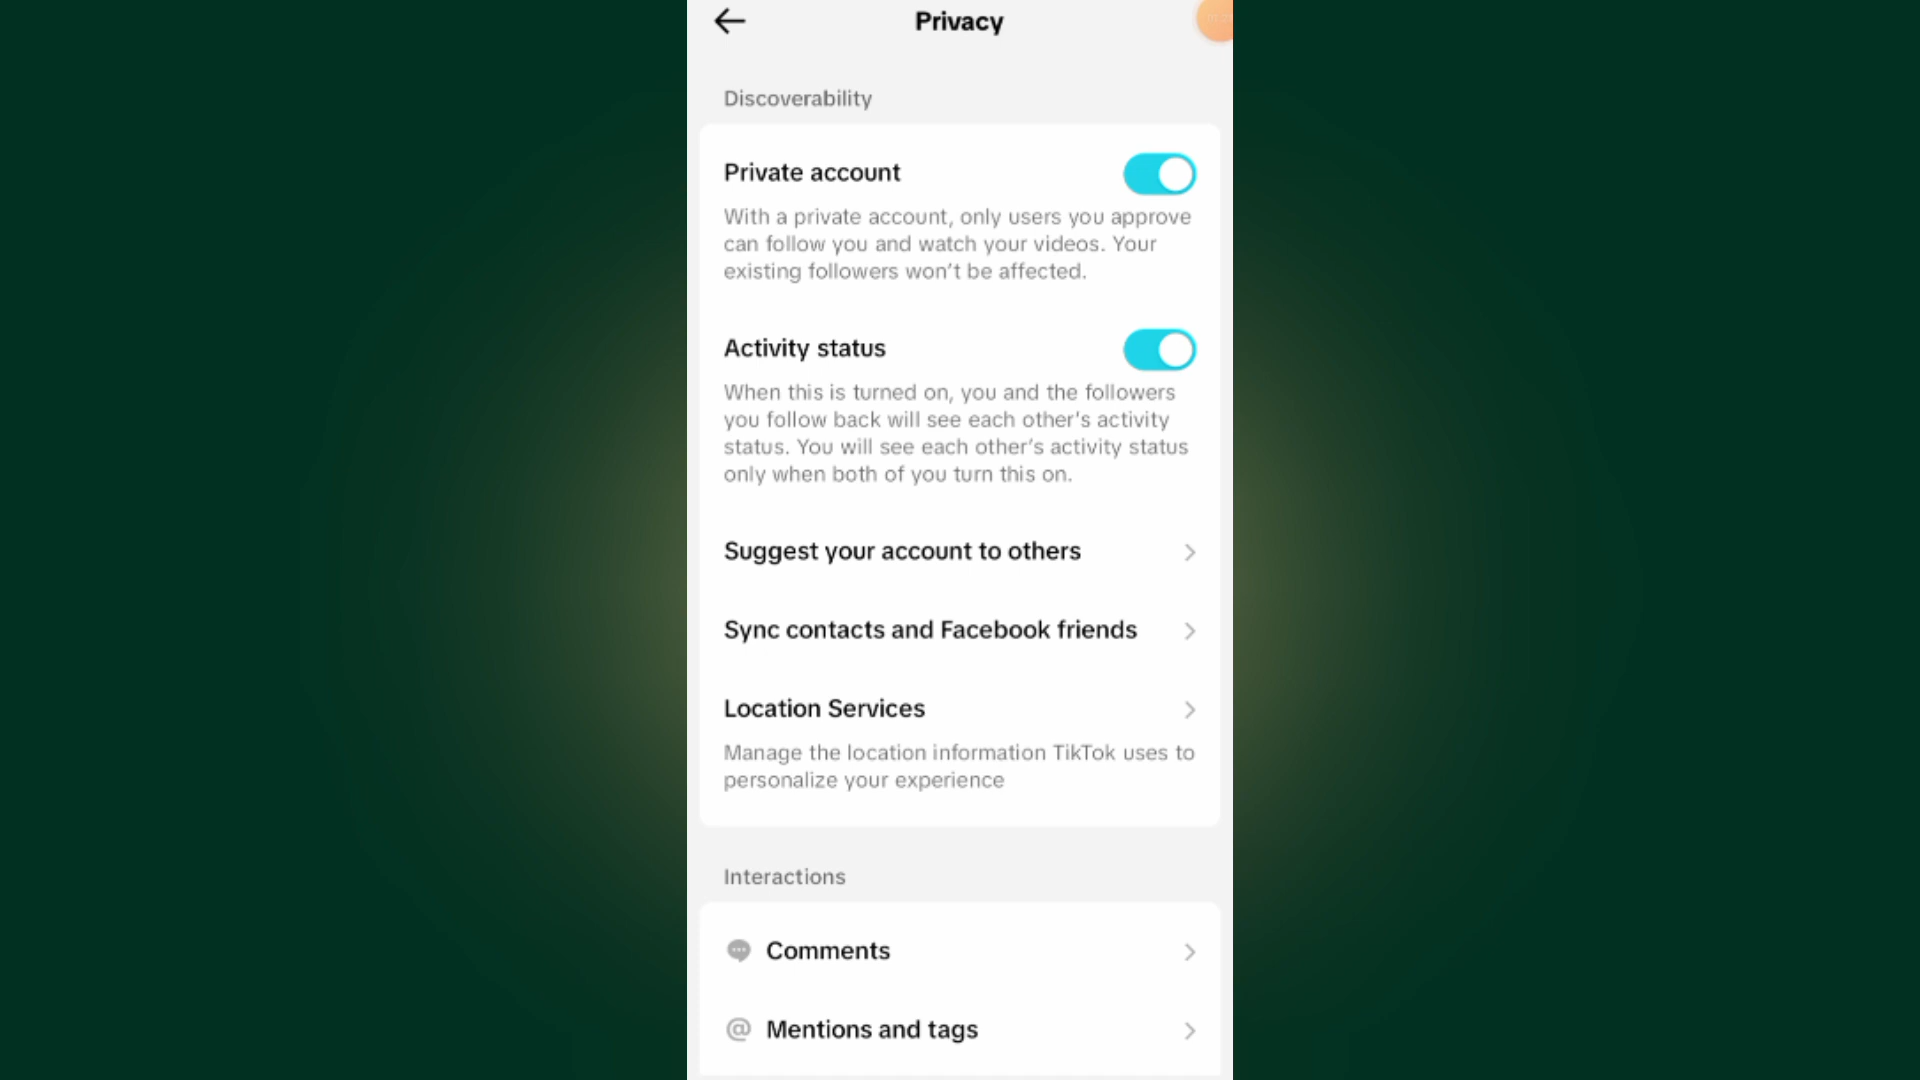 Privacy
Discoverability
Private account
With a private account, only users you approve
can follow you and watch your videos. Your
existing followers won't be affected.
Activity status
When this is turned on, you and the followers
you follow back will see each other's activity
status. You will see each other's activity status
only when both of you turn this on.
Suggest your account to others
Sync contacts and Facebook friends
Location Services
Manage the location information TikTok uses to
personalize your experience
Interactions
Comments
@ Mentions and tags